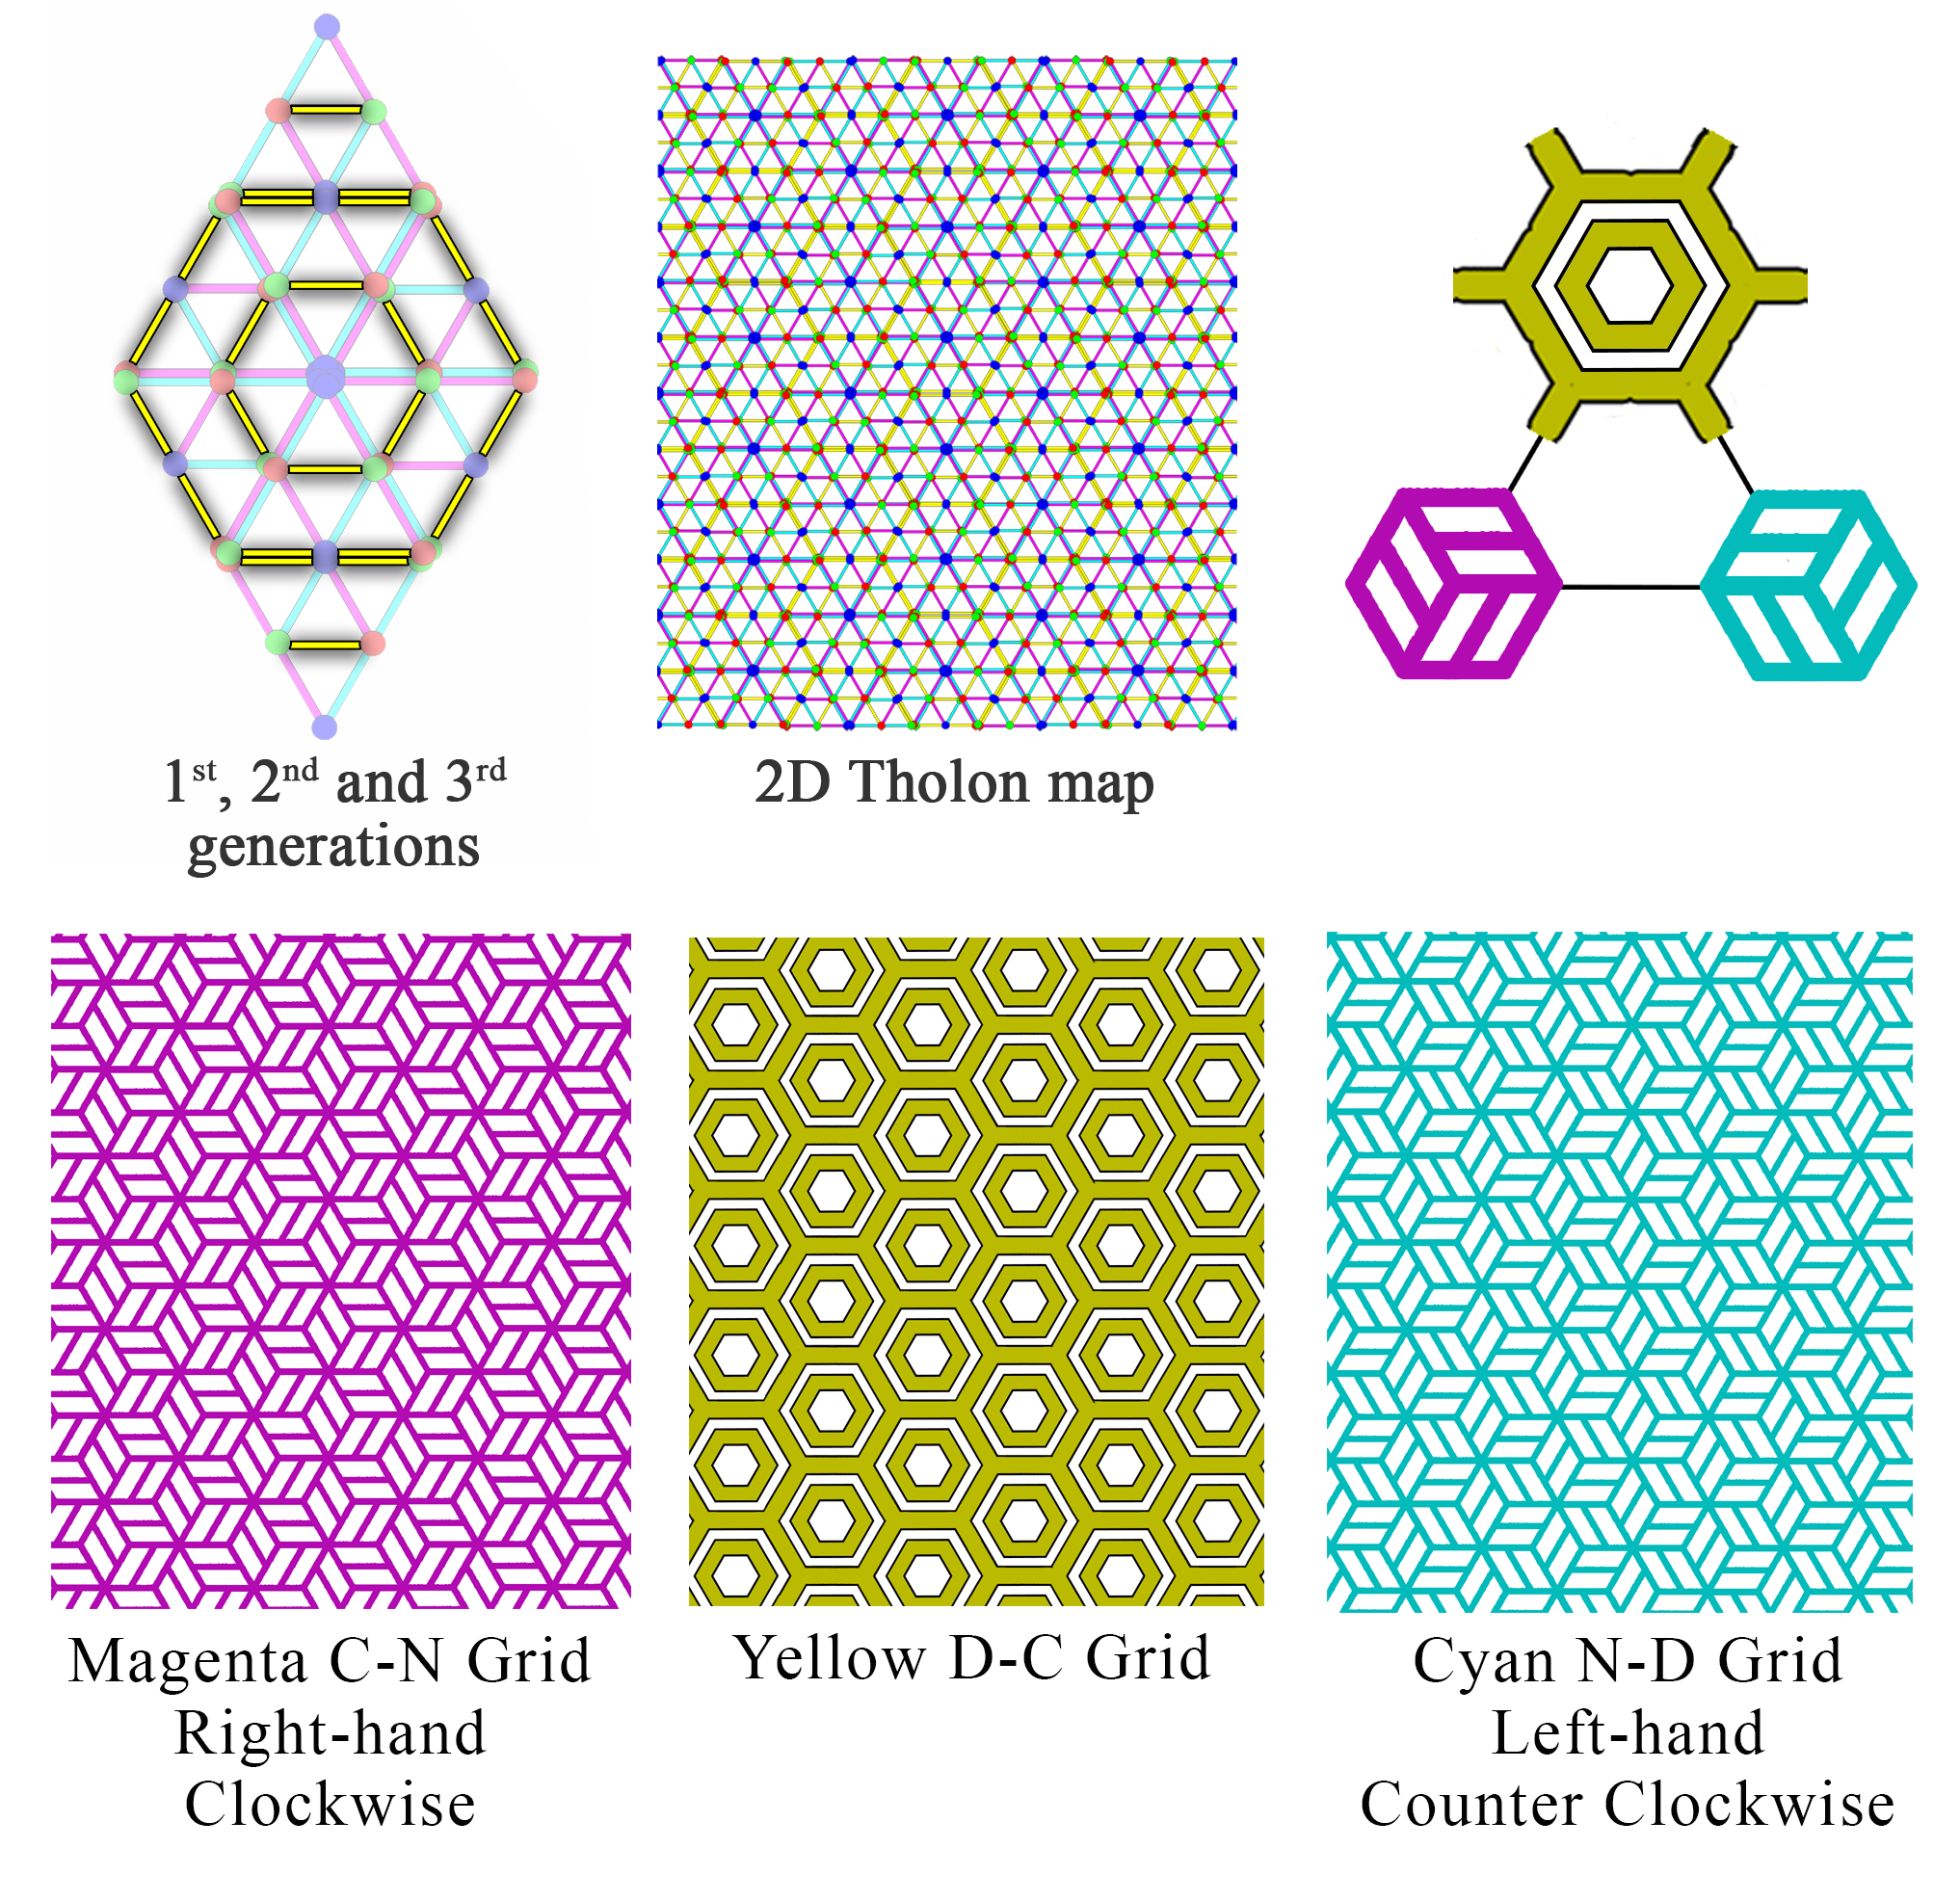 1st, 2nd and 3rd
generations
2D Tholon map
Magenta C-N Grid
Right-hand
Clockwise
Yellow D-C Grid
Cyan N-D Grid
Left-hand
Counter Clockwise